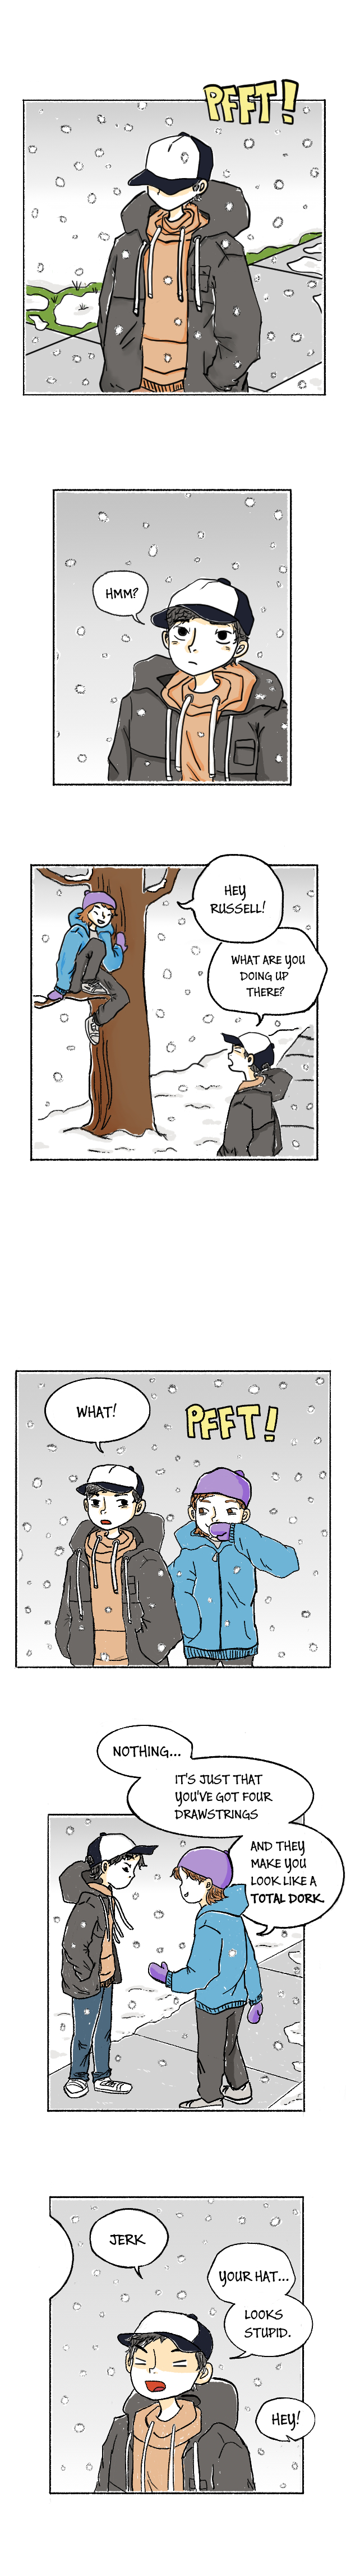 PFFT!
HMM?
HEY
RUSSELL!
WHAT ARE YOU
DOING UP
THERE?
WHAT!
PFFT!
NOTHING...
IT'S JUST THAT
YOU'VE GOT FOUR
DRAWSTRINGS
AND THEY
MAKE YOU
LOOK LIKE A
TOTAL DORK.
JERK
YOUR HAT...
LOOKS
STUPID.
HEY!